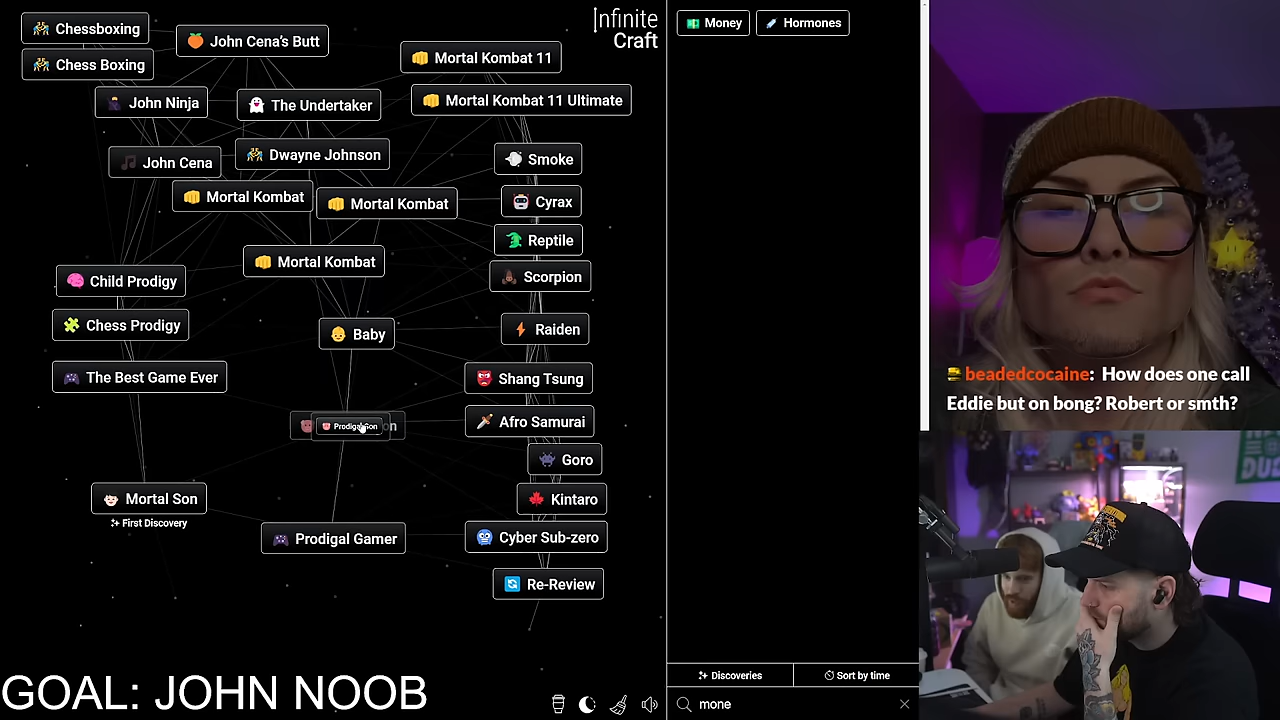 Chessboxing
John Cena's Butt
Infinite
Craft
Chess Boxing
Mortal Kombat 11
John Ninja
The Undertaker
Mortal Kombat 11 Ultimate
John Cena
Dwayne Johnson
Smoke
Mortal Kombat
Mortal Kombat
Cyrax
Reptile
Mortal Kombat
Scorpion
Child Prodigy
Chess Prodigy
Baby
Raiden
The Best Game Ever
Shang Tsung
Prodigal Son
on
Afro Samurai
Goro
Mortal Son
First Discovery
Kintaro
Prodigal Gamer
Cyber Sub-zero
Re-Review
GOAL: JOHN NOOB
Money
Hormones
Discoveries
Sort by time
mone
beadedcocaine: How does one call
Eddie but on bong? Robert or smth?